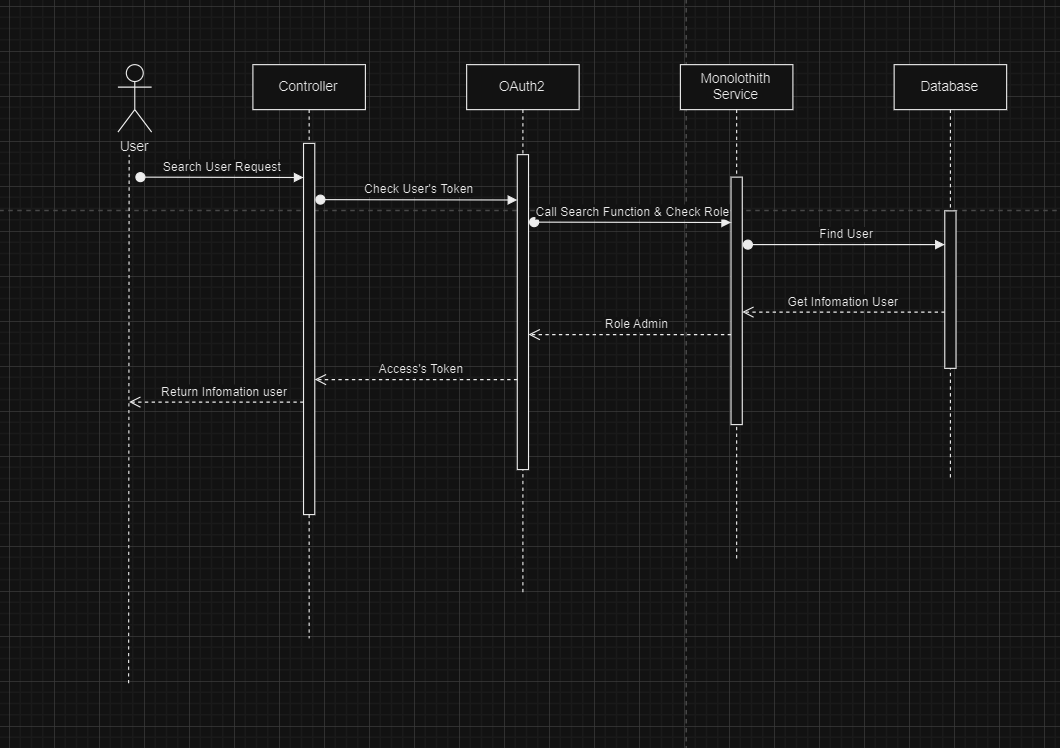 Controller
OAuth2
Monolothith
Service
Database
User
Search User Request
Check User's Token
Call Search Function & Check Role
Find User
Get Infomation User
Role Admin
Access's Token
Return Infomation user